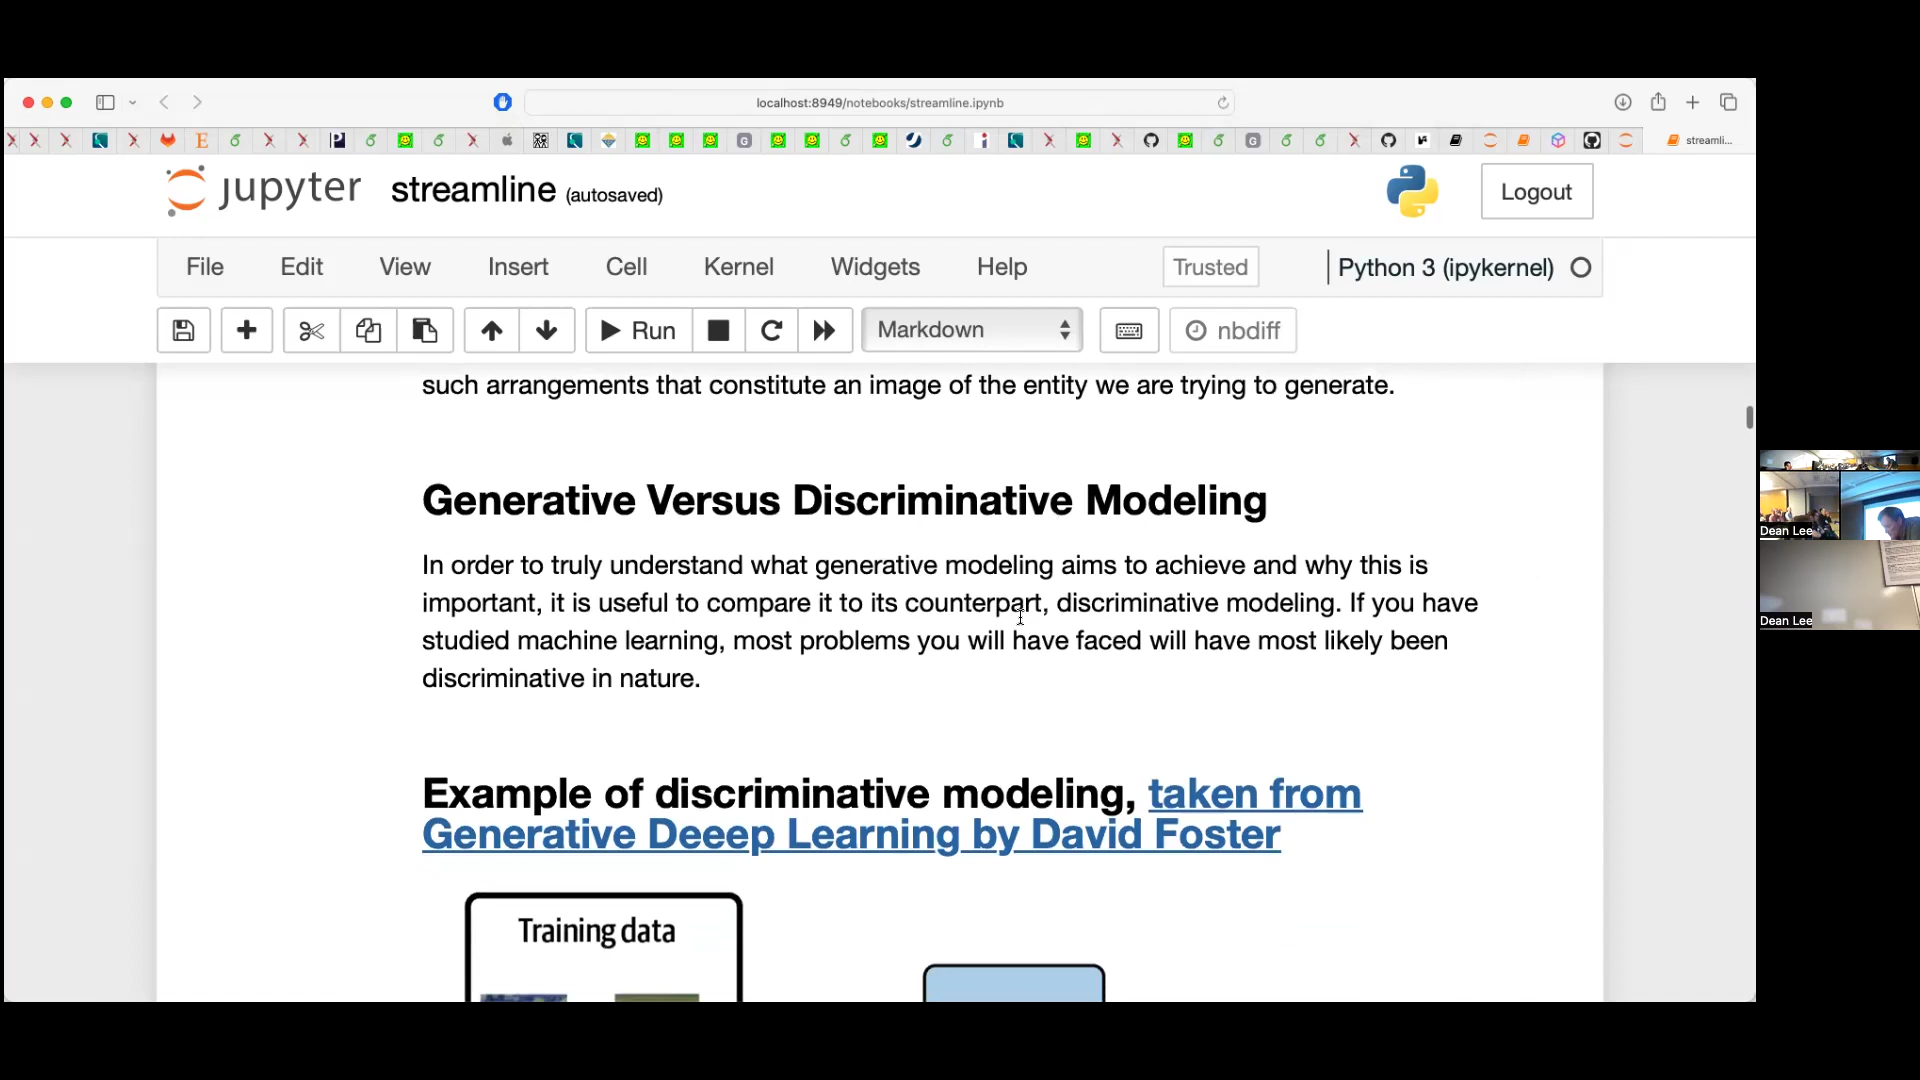 localhost:8949/notebooks/streamline.ipynb
streamli...
jupyter streamline (autosaved)
Logout
File Edit View Insert Cell Kernel Widgets Help Trusted Python 3 (ipykernel)
Run Markdown nbdiff
such arrangements that constitute an image of the entity we are trying to generate.
Generative Versus Discriminative Modeling
In order to truly understand what generative modeling aims to achieve and why this is
important, it is useful to compare it to its counterpart, discriminative modeling. If you have
studied machine learning, most problems you will have faced will have most likely been
discriminative in nature.
Example of discriminative modeling, taken from
Generative Deeep Learning by David Foster
Training data
Dean Lee
Dean Lee